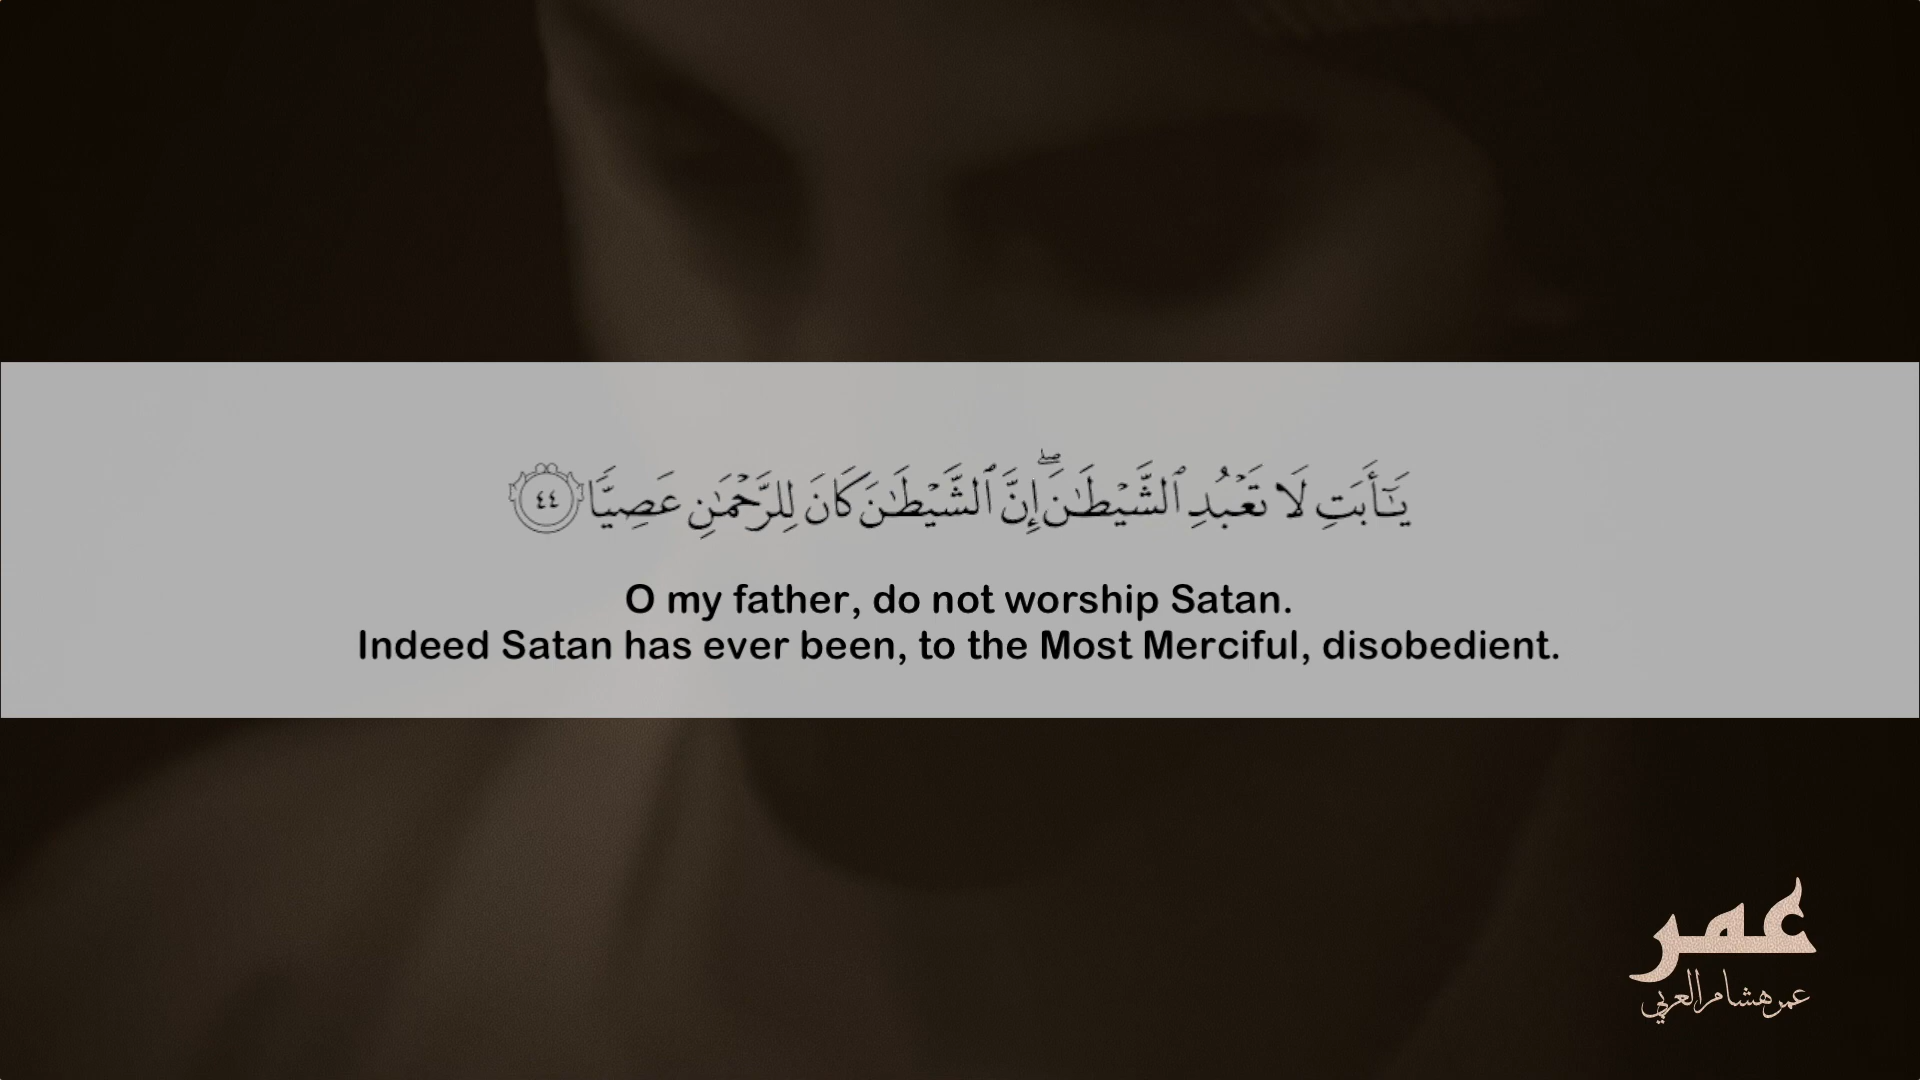 يَـٰٓأَبَتِ لَا تَعْبُدِ ٱلشَّيْطَـٰنَ ۖ إِنَّ ٱلشَّيْطَـٰنَ كَانَ لِلرَّحْمَـٰنِ عَصِيًّا ٤٤
O my father, do not worship Satan.
Indeed Satan has ever been, to the Most Merciful, disobedient.
عمر
عمر هشام العربي